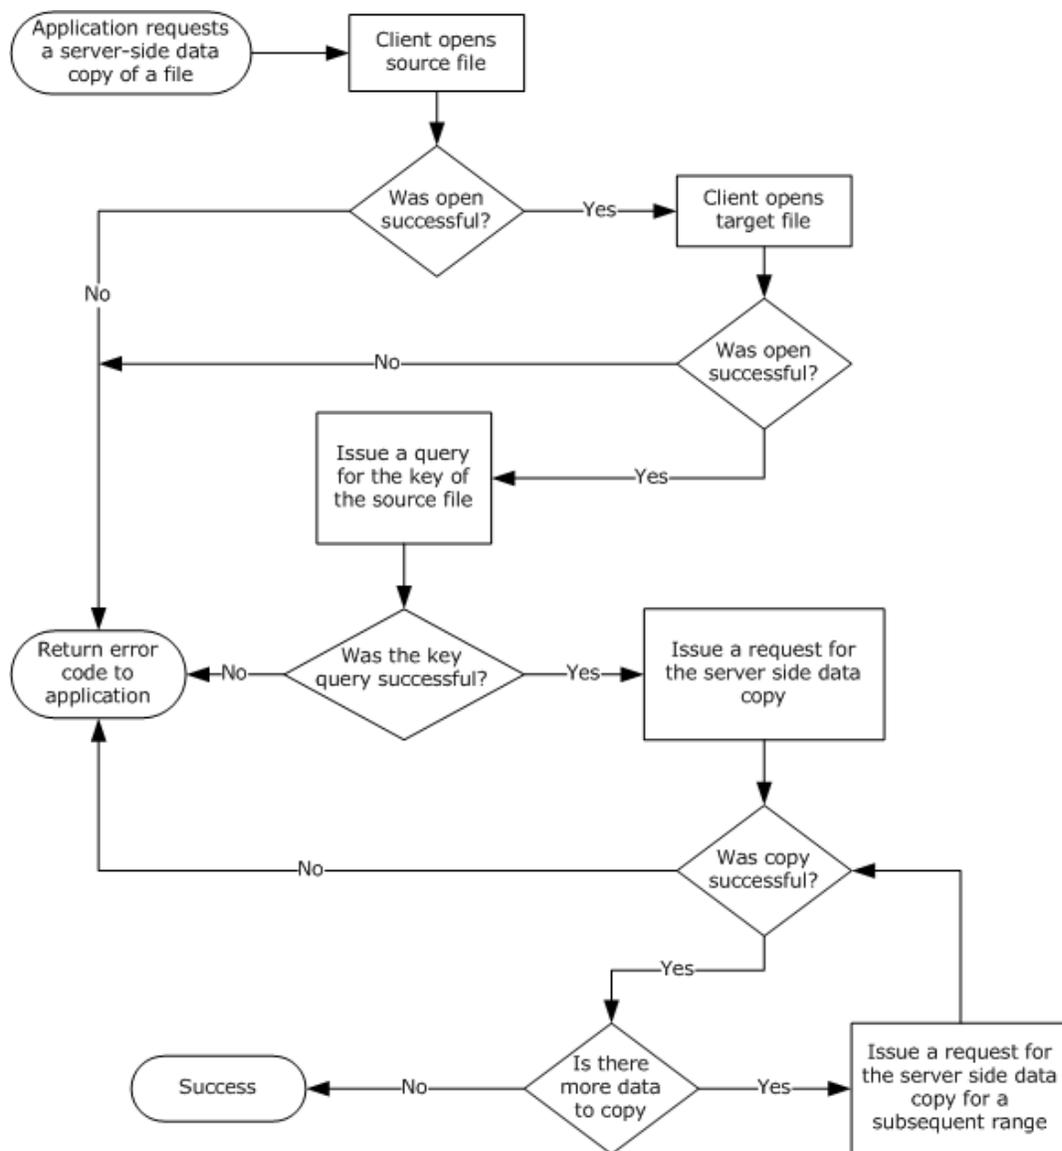 Application requests
a server-side data
copy of a file
Client opens
source file
Was open
successful?
Yes
Client opens
target file
No
Was open
successful?
No
Issue a query
for the key of
the source file
Yes
Return error
code to
application
No
Was the key
query successful?
Yes
Issue a request for
the server side data
copy
Was copy
successful?
No
Yes
Success
No
Is there
more data
to copy
Yes
Issue a request for
the server side data
copy for a
subsequent range